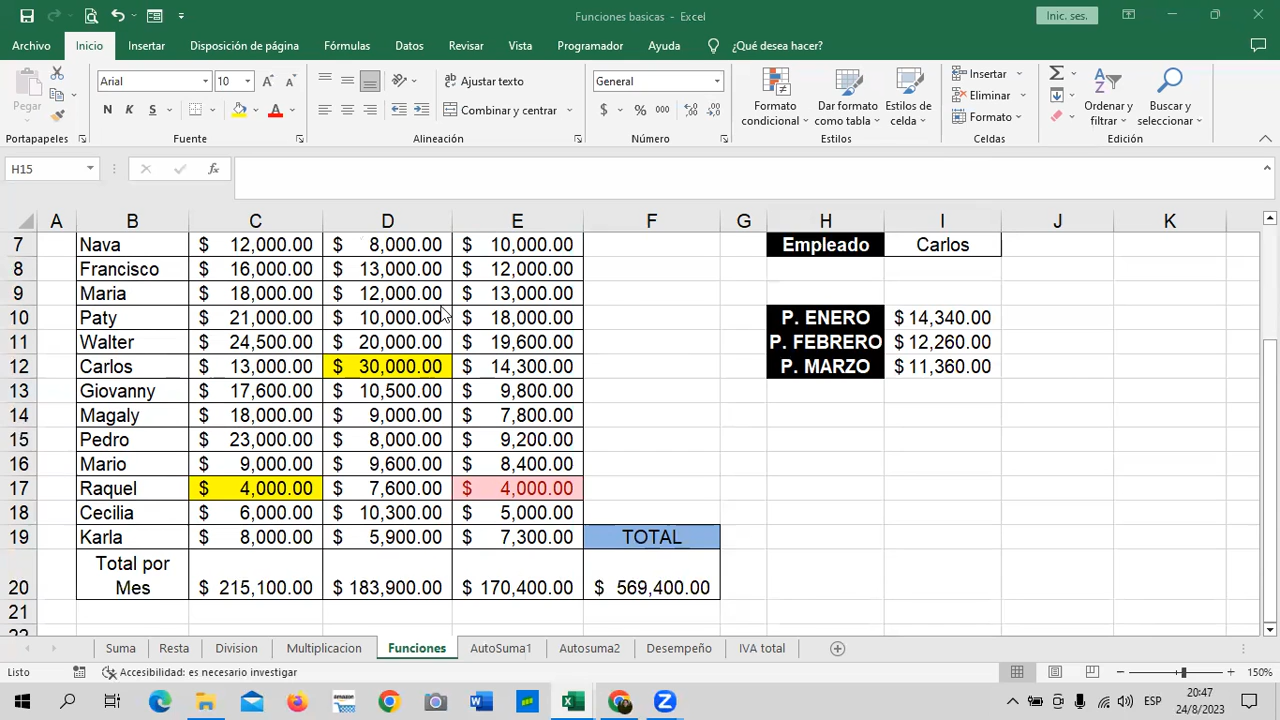 Funciones basicas - Excel
Inic. ses.
Archivo Inicio Insertar Disposición de página Fórmulas Datos Revisar Vista Programador Ayuda ¿Qué desea hacer?
Pegar
Arial 10
N K S
Ajustar texto
Combinar y centrar
General
$ % 000
Formato condicional
Dar formato como tabla
Estilos de celda
Insertar
Eliminar
Formato
Ordenar y filtrar
Buscar y seleccionar
Portapapeles Fuente Alineación Número Estilos Celdas Edición
H15 fx
A B C D E F G H I J K
7 Nava $ 12,000.00 $ 8,000.00 $ 10,000.00 Empleado Carlos
8 Francisco $ 16,000.00 $ 13,000.00 $ 12,000.00
9 Maria $ 18,000.00 $ 12,000.00 $ 13,000.00
10 Paty $ 21,000.00 $ 10,000.00 $ 18,000.00 P. ENERO $ 14,340.00
11 Walter $ 24,500.00 $ 20,000.00 $ 19,600.00 P. FEBRERO $ 12,260.00
12 Carlos $ 13,000.00 $ 30,000.00 $ 14,300.00 P. MARZO $ 11,360.00
13 Giovanny $ 17,600.00 $ 10,500.00 $ 9,800.00
14 Magaly $ 18,000.00 $ 9,000.00 $ 7,800.00
15 Pedro $ 23,000.00 $ 8,000.00 $ 9,200.00
16 Mario $ 9,000.00 $ 9,600.00 $ 8,400.00
17 Raquel $ 4,000.00 $ 7,600.00 $ 4,000.00
18 Cecilia $ 6,000.00 $ 10,300.00 $ 5,000.00
19 Karla $ 8,000.00 $ 5,900.00 $ 7,300.00 TOTAL
Total por
20 Mes $ 215,100.00 $ 183,900.00 $ 170,400.00 $ 569,400.00
21
22
Suma Resta Division Multiplicacion Funciones AutoSuma1 Autosuma2 Desempeño IVA total
Listo Accesibilidad: es necesario investigar 150%
amazon
ESP
20:47
24/8/2023